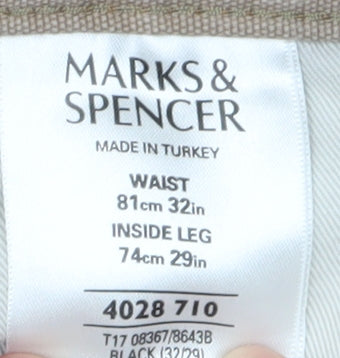 MARKS &
SPENCER
MADE IN TURKEY
WAIST
81cm 32in
INSIDE LEG
74cm 29in
4028 710
T17 08367/8643B
BLACK (32/29)